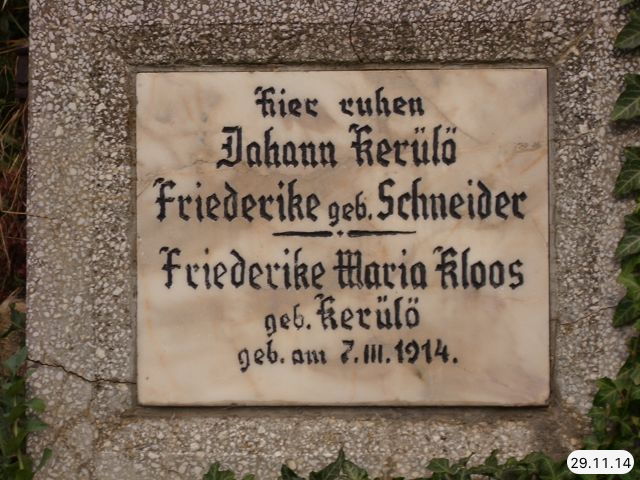 Hier ruhen
Johann Kerülö
Friederike geb. Schneider
Friederike Maria Kloos
geb. Kerülö
geb. am 7.III.1914.
29.11.14